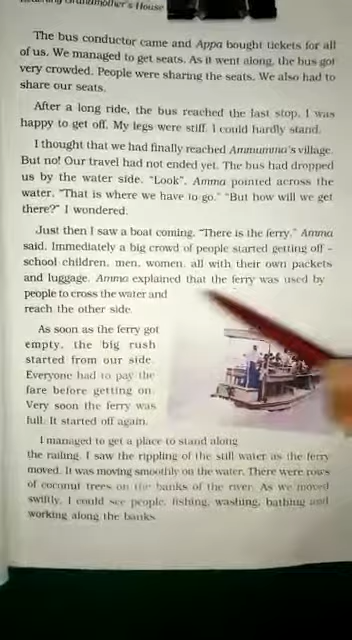 Grandmother's House
The bus conductor came and Appa bought tickets for all
of us. We managed to get seats. As it went along, the bus got
very crowded. People were sharing the seats. We also had to
share our seats.
After a long ride, the bus reached the last stop. I was
happy to get off. My legs were stiff. I could hardly stand.
I thought that we had finally reached Ammumma's village.
But no! Our travel had not ended yet. The bus had dropped
us by the water side. "Look", Amma pointed across the
water. "That is where we have to go." "But how will we get
there?" I wondered.
Just then I saw a boat coming. "There is the ferry," Amma
said. Immediately a big crowd of people started getting off –
school children, men, women, all with their own packets
and luggage. Amma explained that the ferry was used by
people to cross the water and
reach the other side.
As soon as the ferry got
empty, the big rush
started from our side.
Everyone had to pay the
fare before getting on.
Very soon the ferry was
full. It started off again.
I managed to get a place to stand along
the railing. I saw the rippling of the still water as the ferry
moved. It was moving smoothly on the water. There were rows
of coconut trees on the banks of the river. As we moved
swiftly, I could see people, fishing, washing, bathing and
working along the banks.